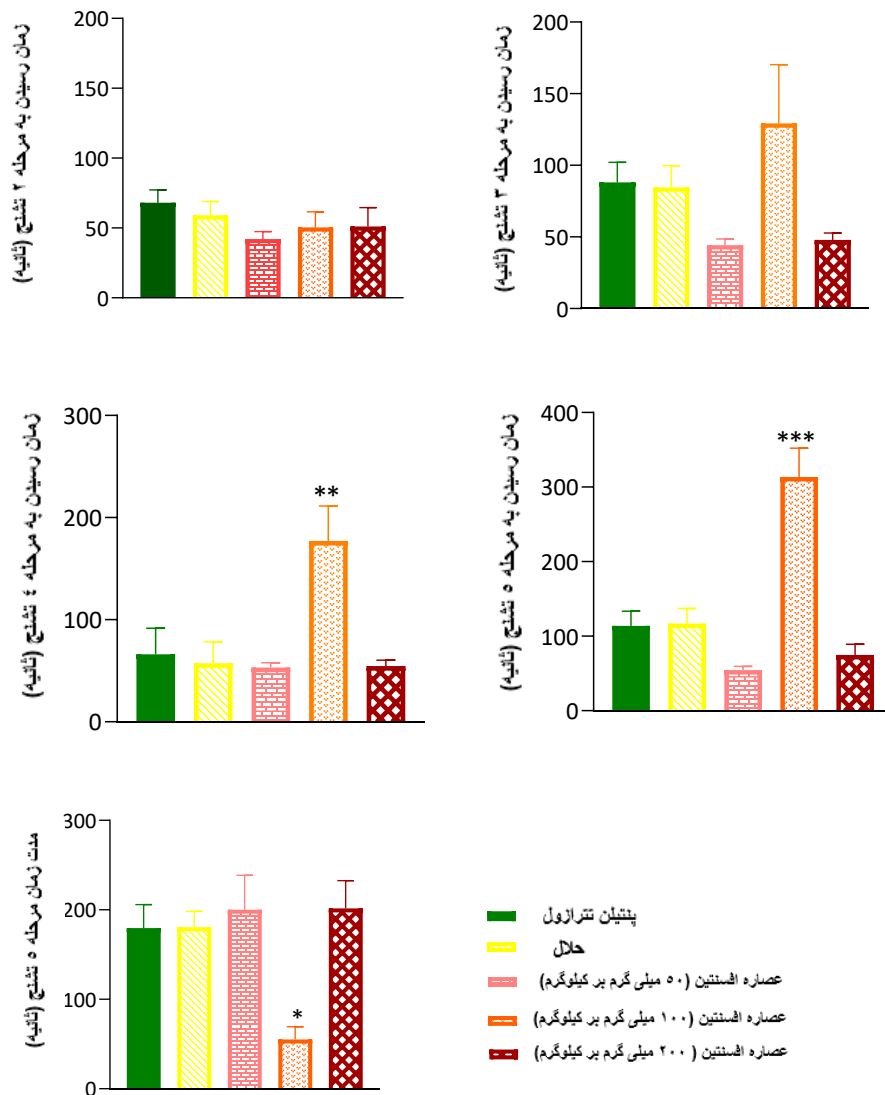 زمان رسیدن به مرحله ۲ تشنج (ثانیه)
200
150
100
50
0
زمان رسیدن به مرحله ۳ تشنج (ثانیه)
200
150
100
50
0
زمان رسیدن به مرحله ٤ تشنج (ثانیه)
300
200
100
0
**
زمان رسیدن به مرحله ٥ تشنج (ثانیه)
400
300
200
100
0
***
مدت زمان مرحله ٥ تشنج (ثانیه)
300
200
100
0
*
پنتیلن تترازول
حلال
عصاره افسنتین (٥٠ میلی گرم بر کیلوگرم)
عصاره افسنتین (۱۰۰ میلی گرم بر کیلوگرم)
عصاره افسنتین ( ۲۰۰ میلی گرم بر کیلوگرم)